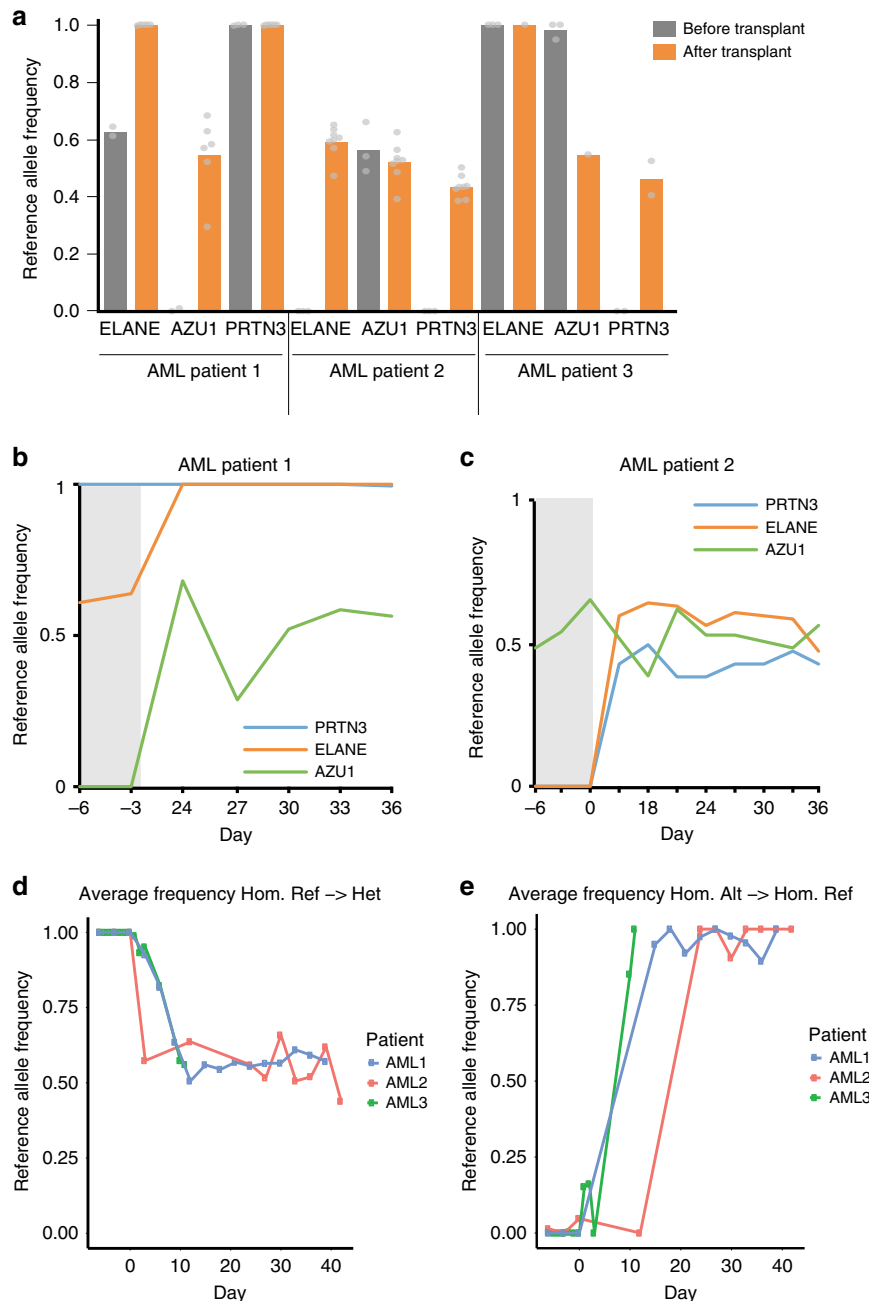 a
1.0
0.8
0.6
0.4
0.2
0.0
Reference allele frequency
Before transplant
After transplant
ELANE AZU1 PRTN3 ELANE AZU1 PRTN3 ELANE AZU1 PRTN3
AML patient 1 AML patient 2 AML patient 3
b
AML patient 1
1
0.5
0
Reference allele frequency
PRTN3
ELANE
AZU1
–6 –3 24 27 30 33 36
Day
c
AML patient 2
1
0.5
0
Reference allele frequency
PRTN3
ELANE
AZU1
–6 0 18 24 30 36
Day
d
Average frequency Hom. Ref –> Het
1.00
0.75
0.50
0.25
0.00
Reference allele frequency
Patient
AML1
AML2
AML3
0 10 20 30 40
Day
e
Average frequency Hom. Alt –> Hom. Ref
1.00
0.75
0.50
0.25
0.00
Reference allele frequency
Patient
AML1
AML2
AML3
0 10 20 30 40
Day